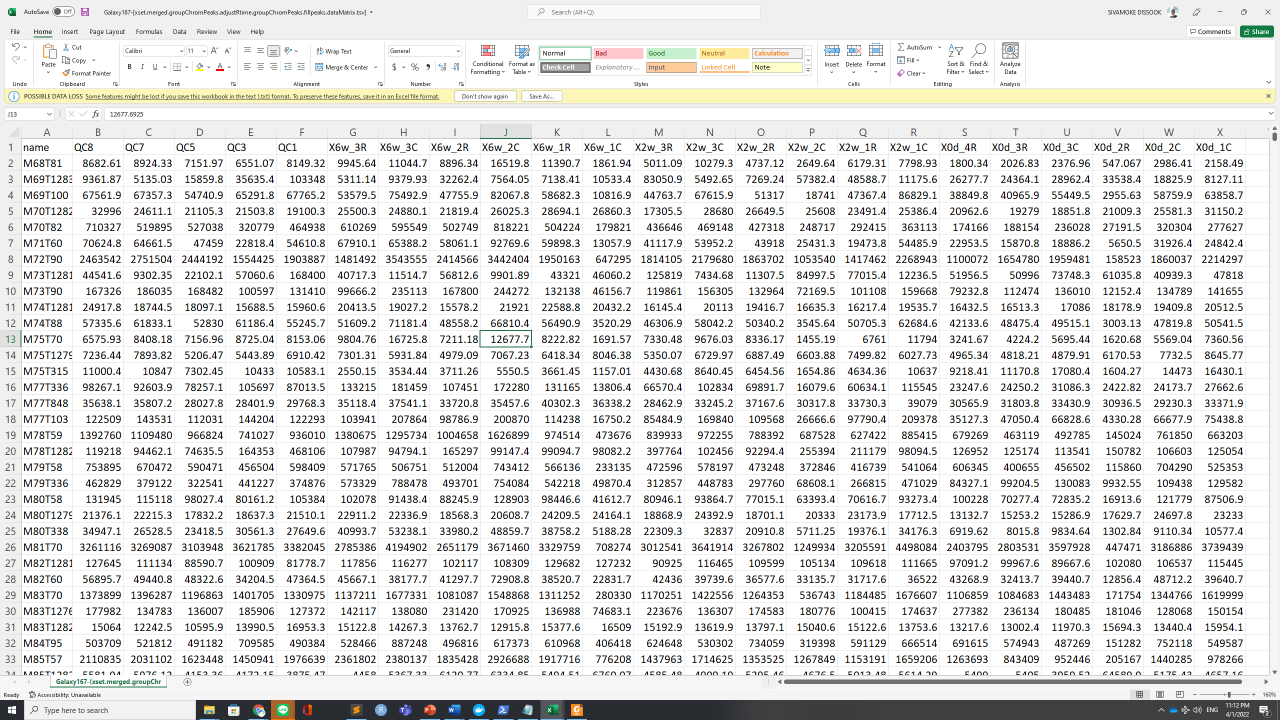 AutoSave Off Galaxy167-[xset.merged.groupChromPeaks.adjustRtime.groupChromPeaks.fillpeaks.dataMatrix.tsv] Search (Alt+Q) SIVAMOKE DISSOOK
File Home Insert Page Layout Formulas Data Review View Help Comments Share
Undo Paste Cut Copy Format Painter Calibri 11 Wrap Text Merge & Center General Conditional Formatting Format as Table Normal Bad Good Neutral Calculation Check Cell Explanatory ... Input Linked Cell Note Insert Delete Format AutoSum Fill Clear Sort & Filter Find & Select Analyze Data
Undo Clipboard Font Alignment Number Styles Cells Editing Analysis
POSSIBLE DATA LOSS Some features might be lost if you save this workbook in the text (.txt) format. To preserve these features, save it in an Excel file format. Don't show again Save As...
J13 fx 12677.6925
A B C D E F G H I J K L M N O P Q R S T U V W X
1 name QC8 QC7 QC5 QC3 QC1 X6w_3R X6w_3C X6w_2R X6w_2C X6w_1R X6w_1C X2w_3R X2w_3C X2w_2R X2w_2C X2w_1R X2w_1C X0d_4R X0d_3R X0d_3C X0d_2R X0d_2C X0d_1C
2 M68T81 8682.61 8924.33 7151.97 6551.07 8149.32 9945.64 11044.7 8896.34 16519.8 11390.7 1861.94 5011.09 10279.3 4737.12 2649.64 6179.31 7798.93 1800.34 2026.83 2376.96 547.067 2986.41 2158.49
3 M69T1283 9361.87 5135.03 15859.8 35635.4 103348 5311.14 9379.93 32262.4 7564.05 7138.41 10533.4 83050.9 5492.65 7269.24 57382.4 48588.7 11175.6 26277.7 24364.1 28962.4 33538.4 18825.9 8127.11
4 M69T100 67561.9 67357.3 54740.9 65291.8 67765.2 63579.5 75492.9 47755.9 82067.8 58682.3 10816.9 44763.7 67615.9 51317 18741 47367.4 86829.1 38849.8 40965.9 55449.5 2955.63 58759.9 63858.7
5 M70T1282 32996 24611.1 21105.3 21503.8 19100.3 25500.3 24880.1 21819.4 26025.3 28694.1 26860.3 17305.5 28680 26649.5 25608 23491.4 25386.4 20962.6 19279 18851.8 21009.3 25581.3 31150.2
6 M70T82 710327 519895 527038 320779 464938 610269 595549 502749 818221 504224 179821 436646 469148 427318 248717 292415 363113 174166 188154 236028 27191.5 320304 277627
7 M71T60 70624.8 64661.5 47459 22818.4 54610.8 67910.1 65388.2 58061.1 92769.6 59898.3 13057.9 41117.9 53952.2 43918 25431.3 19473.8 54485.9 22953.5 15870.8 18886.2 5650.5 31926.4 24842.4
8 M72T90 2463542 2751504 2444192 1554425 1903887 1481492 3543555 2414566 3442404 1950163 647295 1814105 2179680 1863702 1053540 1417462 2268943 1100072 1654780 1959481 158523 1860037 2214297
9 M73T1281 44541.6 9302.35 22102.1 57060.6 168400 40717.3 11514.7 56812.6 9901.89 43321 46060.2 125819 7434.68 11307.5 84997.5 77015.4 12236.5 51956.5 50996 73748.3 61035.8 40939.3 47818
10 M73T90 167326 186035 168482 100597 131410 99666.2 235113 167800 244272 132138 46156.7 119861 156305 132964 72169.5 101108 159668 79232.8 112474 136010 12152.4 134789 141655
11 M74T1281 24917.8 18744.5 18097.1 15688.5 15960.6 20413.5 19027.2 15578.2 21921 22588.8 20432.2 16145.4 20113 19416.7 16635.3 16217.4 19535.7 16432.5 16513.3 17086 18178.9 19409.8 20512.5
12 M74T88 57335.6 61833.1 52830 61186.4 55245.7 51609.2 71181.4 48558.2 66810.4 56490.9 3520.29 46306.9 58042.2 50340.2 3545.64 50705.3 62684.6 42133.6 48475.4 49515.1 3003.13 47819.8 50541.5
13 M75T70 6575.93 8408.18 7156.96 8725.04 8153.06 9804.76 16725.8 7211.18 12677.7 8222.82 1691.57 7330.48 9676.03 8336.17 1455.19 6761 11794 3241.67 4224.2 5695.44 1620.68 5569.04 7306.56
14 M75T1279 7236.44 7893.82 5206.47 5443.89 6910.42 7301.31 5931.84 4979.09 7067.23 6418.34 8046.38 5350.07 6729.97 6887.49 6603.88 7499.82 6027.73 4965.34 4818.21 4879.91 6170.53 7732.5 8645.77
15 M75T315 11000.4 10847 7302.45 10433 10583.1 2550.15 3534.44 3711.26 5550.5 3661.45 1157.01 4430.68 8640.45 6454.56 1654.86 4634.36 10637 9218.41 11170.8 17080.4 1604.27 14473 16430.1
16 M77T336 98267.1 92603.9 78257.1 105697 87013.5 133215 181459 107451 172280 131165 13806.4 66570.4 102834 69891.7 16079.6 60634.1 115545 23247.6 24250.2 31086.3 2422.82 24173.7 27662.6
17 M77T848 35638.1 35807.2 28027.8 28401.9 29768.3 35118.4 37541.1 33720.8 35457.6 40302.3 36338.2 28462.9 33245.2 37167.6 30317.8 33730.3 39079 30565.9 31803.8 33430.9 30936.5 29230.3 33371.9
18 M77T103 122509 143531 112031 144204 122293 103941 207864 98786.9 200870 114238 16750.2 85484.9 169840 109568 26666.6 97790.4 209378 35127.3 47050.4 66828.6 4330.28 66677.9 75438.8
19 M78T59 1392760 1109480 966824 741027 936010 1380675 1295734 1004658 1626899 974514 473676 839933 972255 788392 687528 627422 885415 679269 463119 492785 145024 761850 663203
20 M78T1282 119218 94462.1 74635.5 164353 468106 107987 94794.1 165297 99147.4 99094.7 98082.2 397764 102456 92294.4 255394 211179 98094.5 126952 125174 113541 150782 106603 125054
21 M79T58 753895 670472 590471 456504 598409 571765 506751 512004 743412 566136 233135 472596 578197 473248 372846 416739 541064 606345 400655 456502 115860 704290 525353
22 M79T336 462829 379122 322541 441227 374876 573329 788478 493701 754084 542218 49870.4 312857 448783 297760 68608.1 266815 471029 84327.1 99204.5 130083 9932.55 109438 129582
23 M80T58 131945 115118 98027.4 80161.2 105384 102078 91438.4 88245.9 128903 98446.6 41612.7 80946.1 93864.7 77015.1 63393.4 70616.7 93273.4 100228 70277.4 72835.2 16913.6 121779 87506.9
24 M80T1279 21376.1 22215.3 17832.2 18637.3 21510.1 22911.2 22336.9 18568.3 20608.7 24209.5 24164.1 18868.9 24392.9 18701.1 20333 23173.9 17712.5 13132.7 15253.2 15286.9 17629.7 24697.8 23233
25 M80T338 34947.1 26528.5 23418.5 30561.3 27649.6 40993.7 53238.1 33980.2 48859.7 38758.2 5188.28 22309.3 32837 20910.8 5711.25 19376.1 34176.3 6919.62 8015.8 9834.64 1302.84 9110.34 10577.4
26 M81T70 3261116 3269087 3103948 3621785 3382045 2785386 4194902 2651179 3671460 3329759 708274 3012541 3641914 3267802 1249934 3205591 4498084 2403795 2803531 3597928 447471 3186886 3739439
27 M82T1281 127645 111134 88590.7 100909 81778.7 117856 116277 102117 108309 129682 127232 90925 116465 109599 105134 109618 111665 97091.2 99967.6 89667.6 102080 106537 115445
28 M82T60 56895.7 49440.8 48322.6 34204.5 47364.5 45667.1 38177.7 41297.7 72908.8 38520.7 22831.7 42436 39739.6 36577.6 33135.7 31717.6 36522 43268.9 32413.7 39440.7 12856.4 48712.2 39640.7
29 M83T70 1373899 1396287 1196863 1401705 1330975 1137211 1677331 1081087 1548868 1311252 280330 1170251 1422556 1264353 536743 1184485 1676607 1106859 1084683 1443483 171754 1344766 1619999
30 M83T1276 177982 134783 136007 185906 127372 142117 138080 231420 170925 136988 74683.1 223676 136307 174583 180776 100415 174637 277382 236134 180485 181046 128068 150154
31 M83T1282 15064 12242.5 10595.9 13990.5 16953.3 15122.8 14267.3 13762.7 12915.8 15377.6 16509 15192.9 13619.9 13797.1 15040.6 15122.6 13753.6 13217.6 13002.4 11970.3 15694.3 13440.4 15954.1
32 M84T95 503709 521812 491182 709585 490384 528466 887248 496816 617373 610968 406418 624648 530302 734059 319398 591129 666514 691615 574943 487269 151282 752118 549587
33 M85T57 2110835 2031102 1623448 1450941 1976639 2361802 2380137 1835428 2926688 1917716 776208 1437963 1714625 1353525 1267849 1153191 1659206 1263693 843409 952446 205167 1440285 978266
Galaxy167-[xset.merged.groupChr
Ready Accessibility: Unavailable 160%
Type here to search ENG 11:12 PM 4/1/2022